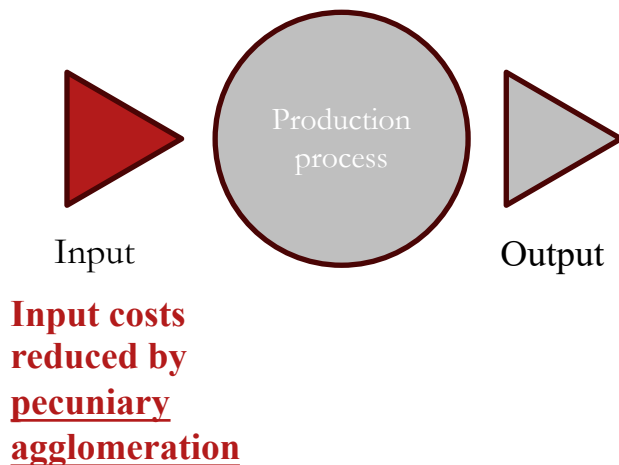 Production
process
Input
Output
Input costs
reduced by
pecuniary
agglomeration